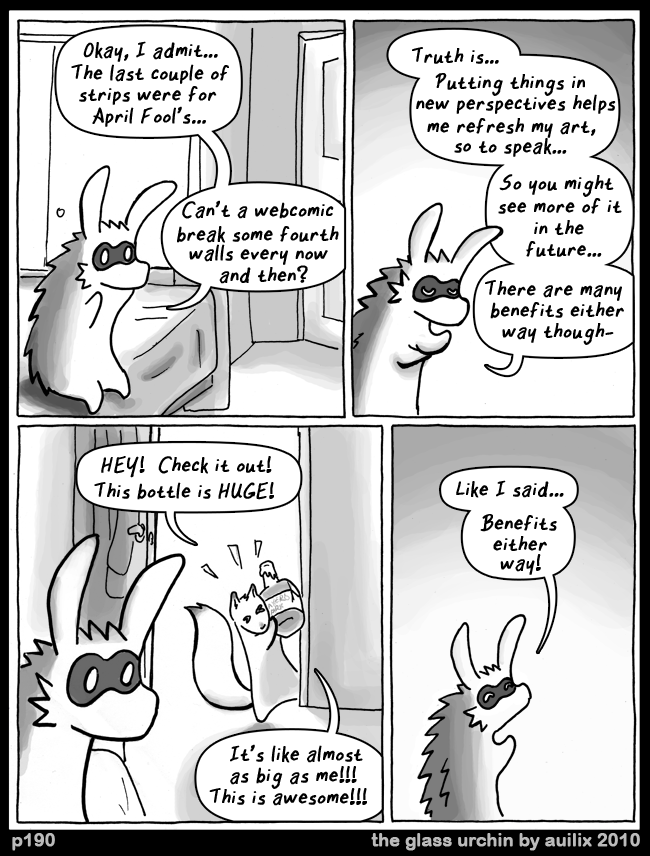 Okay, I admit...
The last couple of
strips were for
April Fool's...
Can't a webcomic
break some fourth
walls every now
and then?
Truth is...
Putting things in
new perspectives helps
me refresh my art,
so to speak...
So you might
see more of it
in the
future...
There are many
benefits either
way though-
HEY! Check it out!
This bottle is HUGE!
It's like almost
as big as me!!!
This is awesome!!!
Like I said...
Benefits
either
way!
p190
the glass urchin by auilix 2010